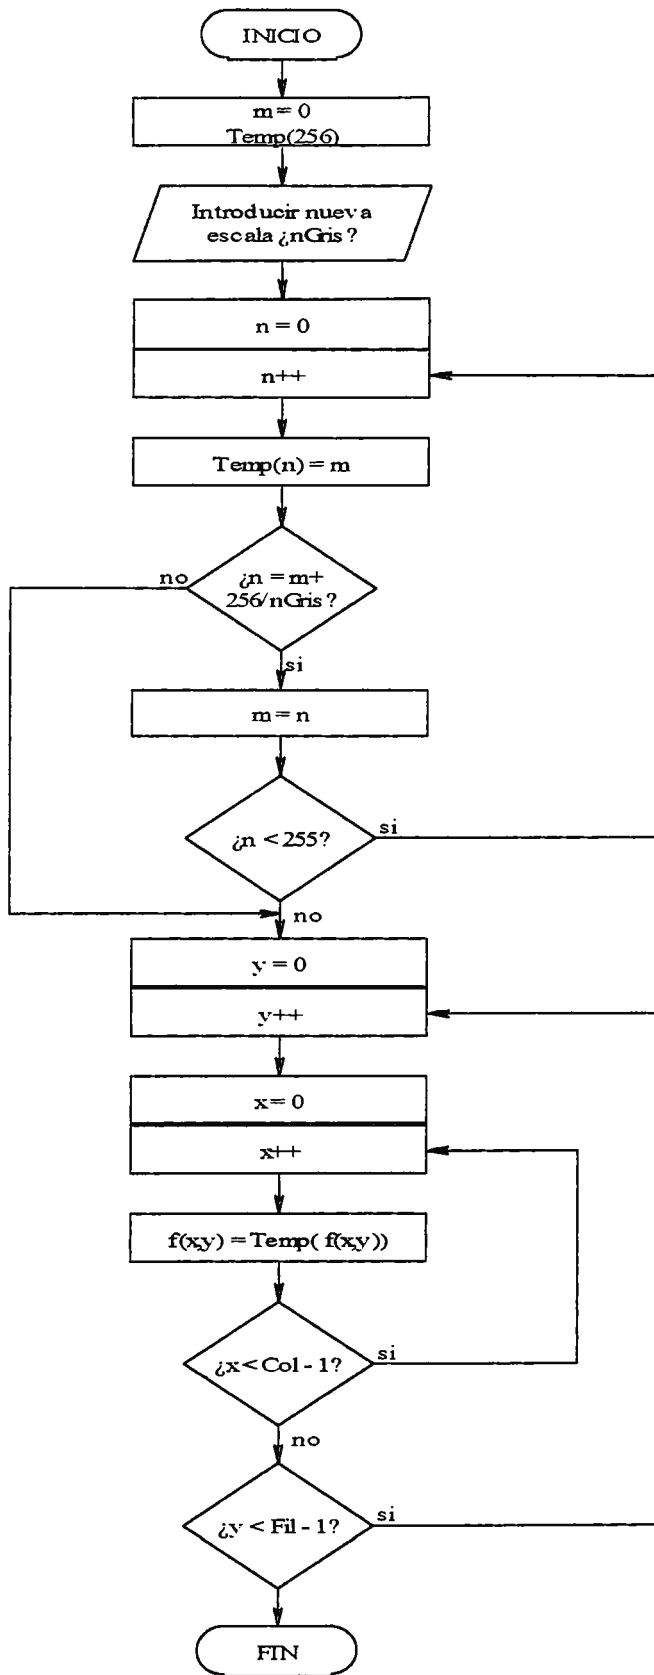 INICIO
m = 0
Temp(256)
Introducir nueva
escala ¿nGris?
n = 0
n++
Temp(n) = m
¿n = m+
256/nGris?
no
si
m = n
¿n < 255?
si
no
y = 0
y++
x = 0
x++
f(x,y) = Temp( f(x,y))
¿x < Col - 1?
si
no
¿y < Fil - 1?
si
FIN